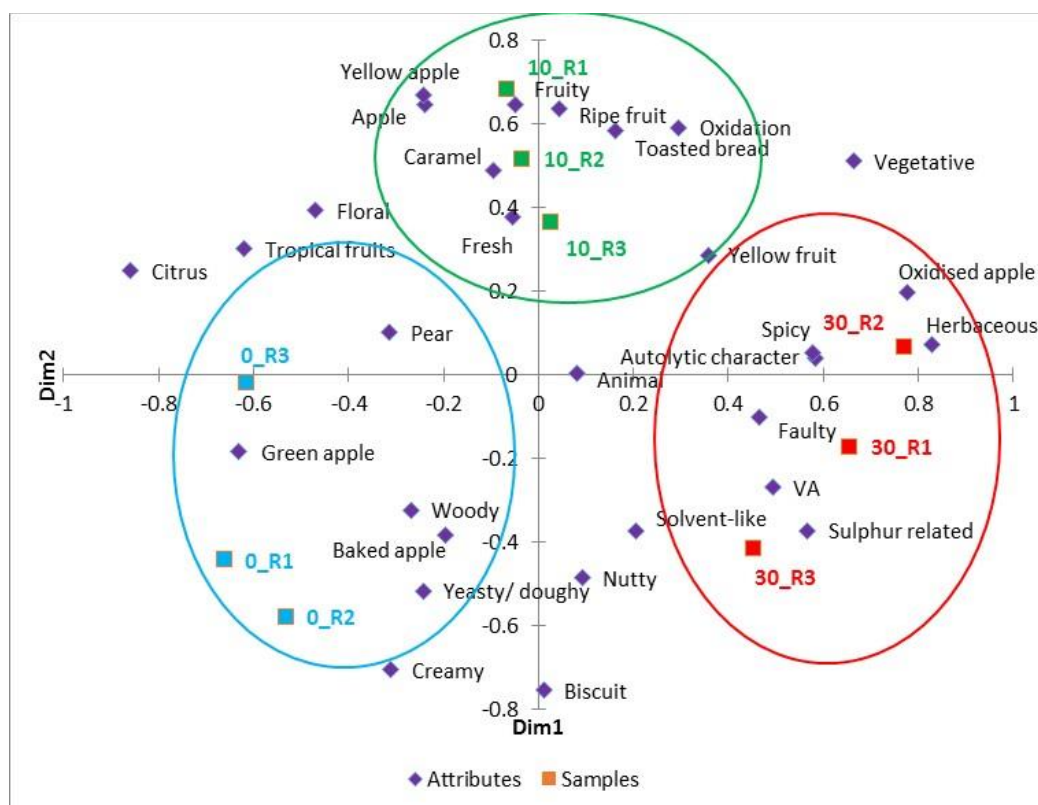 0.8
10_R1
Yellow apple
Fruity
Apple
0.6
Ripe fruit
Oxidation
Toasted bread
Caramel
10_R2
Vegetative
0.4
Floral
Fresh
10_R3
Tropical fruits
Yellow fruit
Citrus
Oxidised apple
0.2
Pear
Spicy
30_R2
Herbaceous
0_R3
Autolytic character
0
Animal
Dim2
-1
-0.8
-0.6
-0.4
-0.2
0
0.2
0.4
0.6
0.8
1
Faulty
30_R1
Green apple
-0.2
VA
Woody
Solvent-like
Sulphur related
Baked apple
-0.4
0_R1
30_R3
Nutty
Yeasty/ doughy
0_R2
-0.6
Creamy
Biscuit
-0.8
Dim1
Attributes
Samples